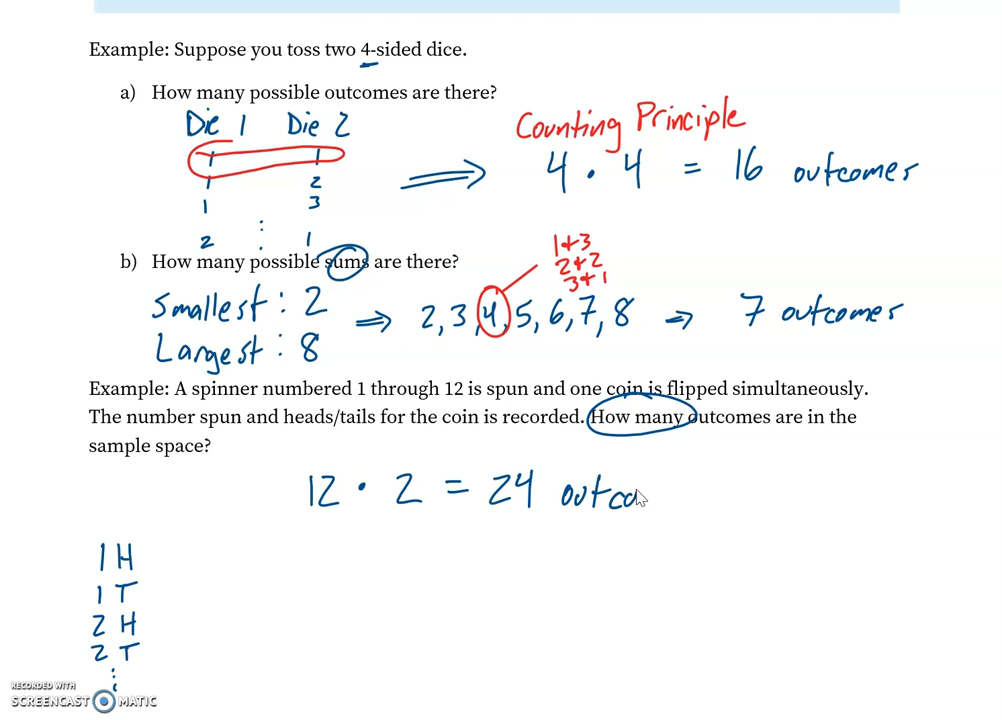 Example: Suppose you toss two 4-sided dice.
a) How many possible outcomes are there?
Die 1 Die 2
1 1
1 2
1 3
⋮
2 1
Counting Principle
4 · 4 = 16 outcomes
b) How many possible sums are there?
1+3
2+2
3+1
Smallest: 2
Largest: 8
⇒ 2, 3, 4, 5, 6, 7, 8 ⇒ 7 outcomes
Example: A spinner numbered 1 through 12 is spun and one coin is flipped simultaneously.
The number spun and heads/tails for the coin is recorded. How many outcomes are in the
sample space?
12 · 2 = 24 outco
1 H
1 T
2 H
2 T
⋮
RECORDED WITH
SCREENCAST MATIC